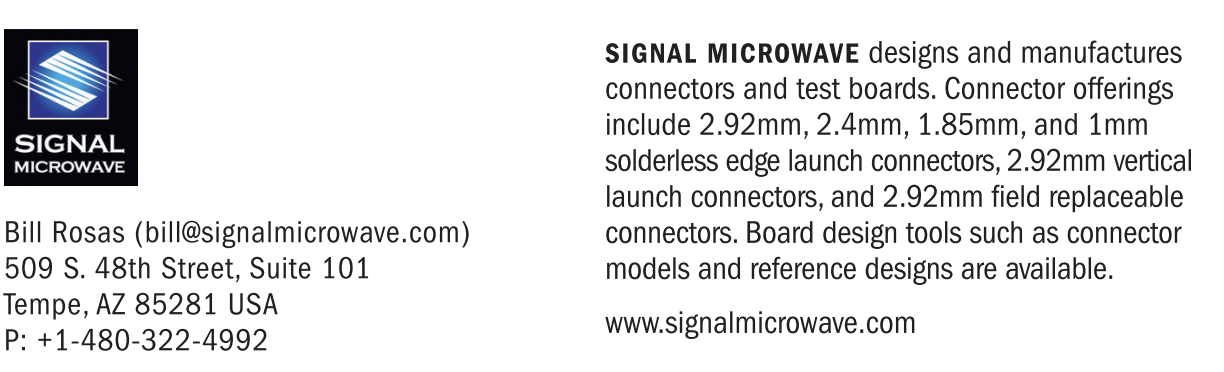 SIGNAL
MICROWAVE
Bill Rosas (bill@signalmicrowave.com)
509 S. 48th Street, Suite 101
Tempe, AZ 85281 USA
P: +1-480-322-4992
SIGNAL MICROWAVE designs and manufactures
connectors and test boards. Connector offerings
include 2.92mm, 2.4mm, 1.85mm, and 1mm
solderless edge launch connectors, 2.92mm vertical
launch connectors, and 2.92mm field replaceable
connectors. Board design tools such as connector
models and reference designs are available.
www.signalmicrowave.com